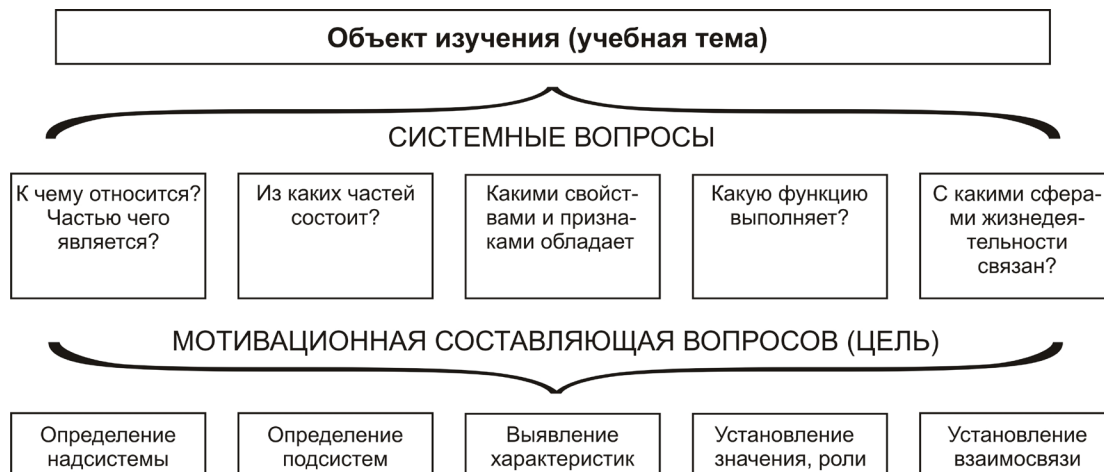 Объект изучения (учебная тема)
СИСТЕМНЫЕ ВОПРОСЫ
К чему относится?
Частью чего
является?
Из каких частей
состоит?
Какими свойст-
вами и призна-
ками обладает
Какую функцию
выполняет?
С какими сфера-
ми жизнедея-
тельности
связан?
МОТИВАЦИОННАЯ СОСТАВЛЯЮЩАЯ ВОПРОСОВ (ЦЕЛЬ)
Определение
надсистемы
Определение
подсистем
Выявление
характеристик
Установление
значения, роли
Установление
взаимосвязи